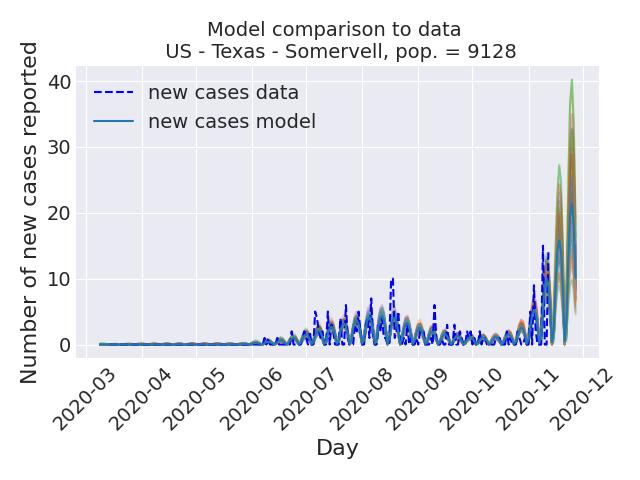 Model comparison to data
US - Texas - Somervell, pop. = 9128
Number of new cases reported
40
30
20
10
0
new cases data
new cases model
2020-03
2020-04
2020-05
2020-06
2020-07
2020-08
2020-09
2020-10
2020-11
2020-12
Day